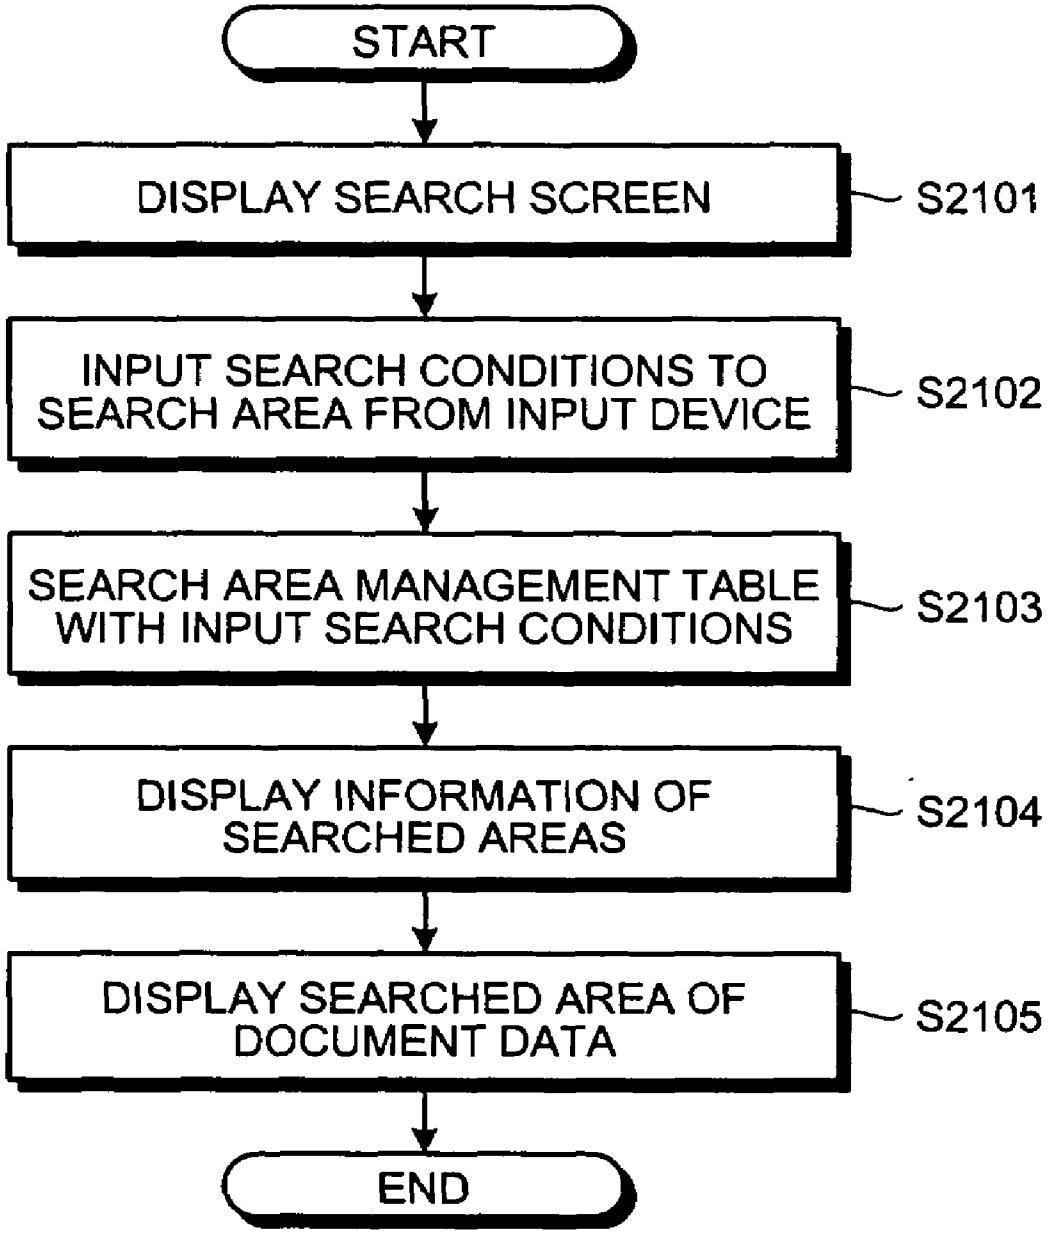 START
DISPLAY SEARCH SCREEN
S2101
INPUT SEARCH CONDITIONS TO
SEARCH AREA FROM INPUT DEVICE
S2102
SEARCH AREA MANAGEMENT TABLE
WITH INPUT SEARCH CONDITIONS
S2103
DISPLAY INFORMATION OF
SEARCHED AREAS
S2104
DISPLAY SEARCHED AREA OF
DOCUMENT DATA
S2105
END